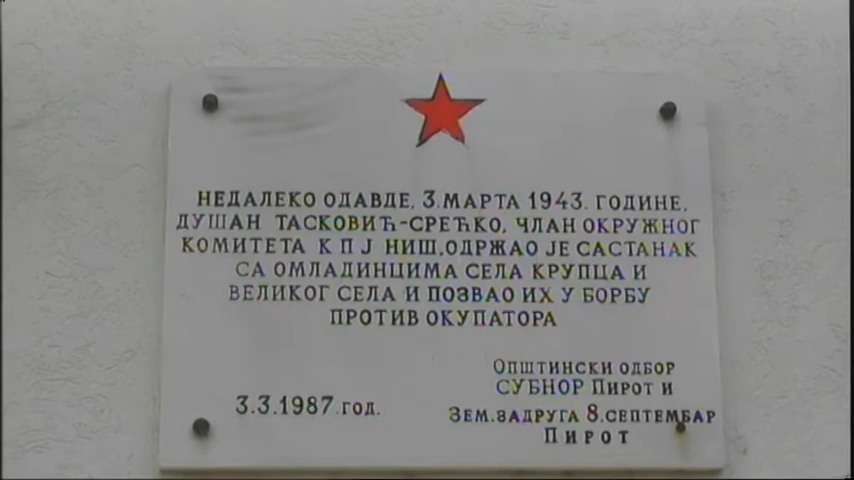 НЕДАЛЕКО ОДАВДЕ, 3. МАРТА 1943. ГОДИНЕ,
ДУШАН ТАСКОВИЋ-СРЕЋКО, ЧЛАН ОКРУЖНОГ
КОМИТЕТА К П Ј НИШ, ОДРЖАО ЈЕ САСТАНАК
СА ОМЛАДИНЦИМА СЕЛА КРУПЦА И
ВЕЛИКОГ СЕЛА И ПОЗВАО ИХ У БОРБУ
ПРОТИВ ОКУПАТОРА
ОПШТИНСКИ ОДБОР
СУБНОР ПИРОТ И
ЗЕМ. ЗАДРУГА 8. СЕПТЕМБАР
ПИРОТ
3.3.1987. ГОД.